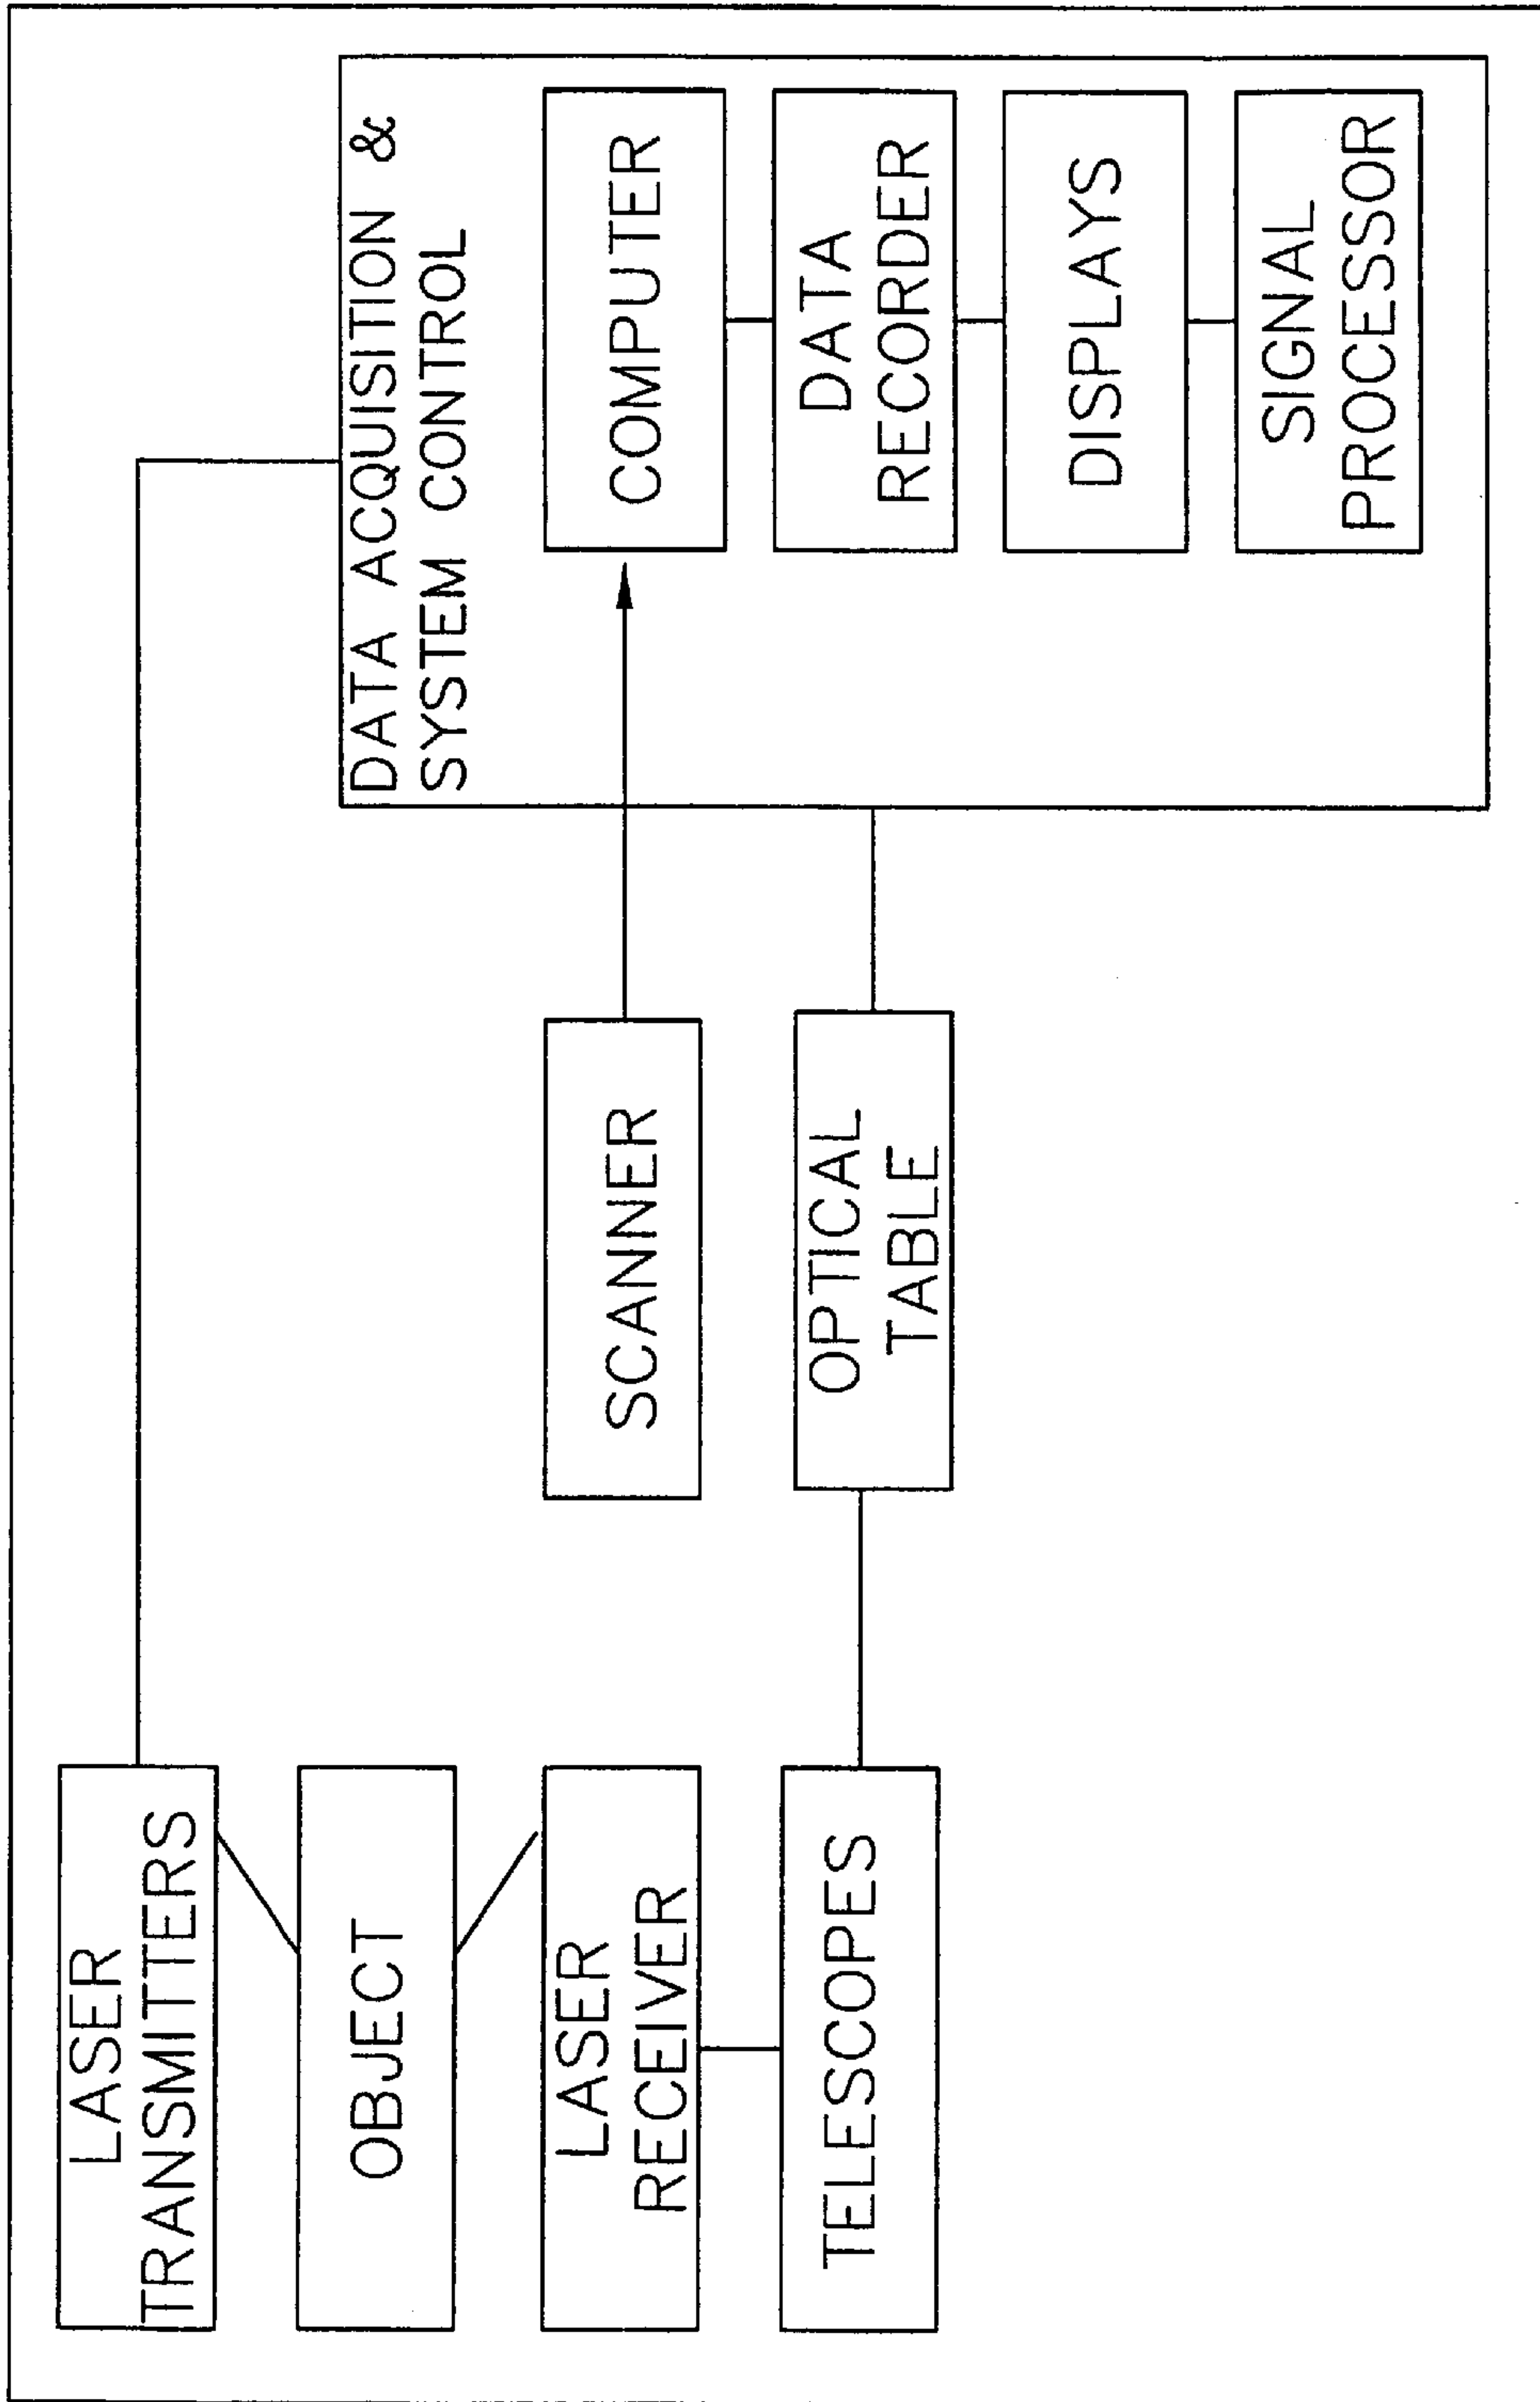 LASER
TRANSMITTERS
OBJECT
LASER
RECEIVER
TELESCOPES
SCANNER
OPTICAL
TABLE
DATA ACQUISITION &
SYSTEM CONTROL
COMPUTER
DATA
RECORDER
DISPLAYS
SIGNAL
PROCESSOR